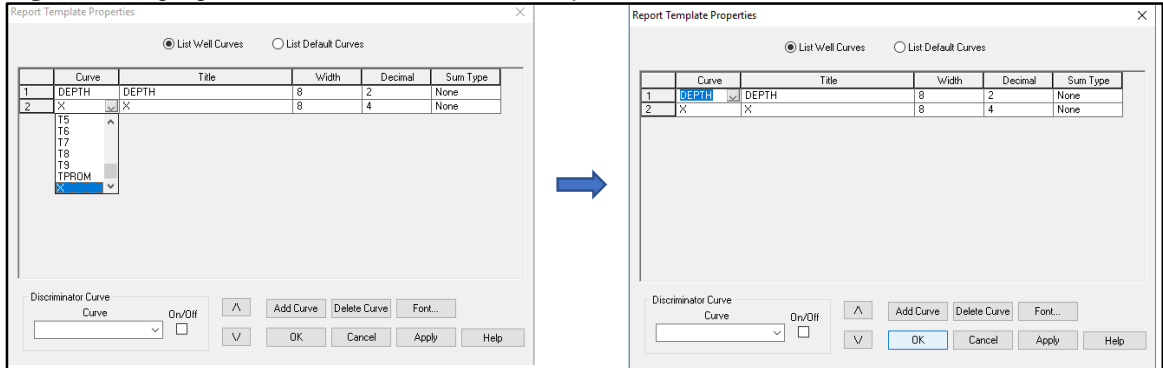 Report Template Properties
List Well Curves List Default Curves
Curve Title Width Decimal Sum Type
1 DEPTH DEPTH 8 2 None
2 X X 8 4 None
T5
T6
T7
T8
T9
TPROM
X
Discriminator Curve
Curve On/Off
/\ Add Curve Delete Curve Font...
\/ OK Cancel Apply Help
Report Template Properties
List Well Curves List Default Curves
Curve Title Width Decimal Sum Type
1 DEPTH DEPTH 8 2 None
2 X X 8 4 None
Discriminator Curve
Curve On/Off
/\ Add Curve Delete Curve Font...
\/ OK Cancel Apply Help